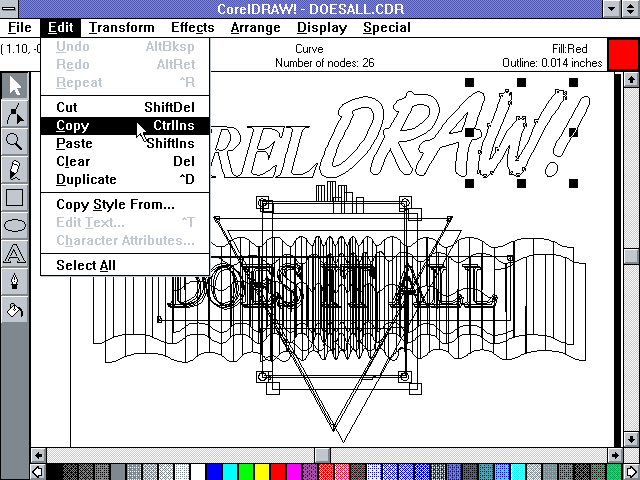 CorelDRAW! - DOESALL.CDR
File Edit Transform Effects Arrange Display Special
(1.10, -0
Curve
Number of nodes: 26
Fill:Red
Outline: 0.014 inches
Undo AltBksp
Redo AltRet
Repeat ^R
Cut ShiftDel
Copy CtrlIns
Paste ShiftIns
Clear Del
Duplicate ^D
Copy Style From...
Edit Text... ^T
Character Attributes...
Select All
RELDRAW!
DOES IT ALL